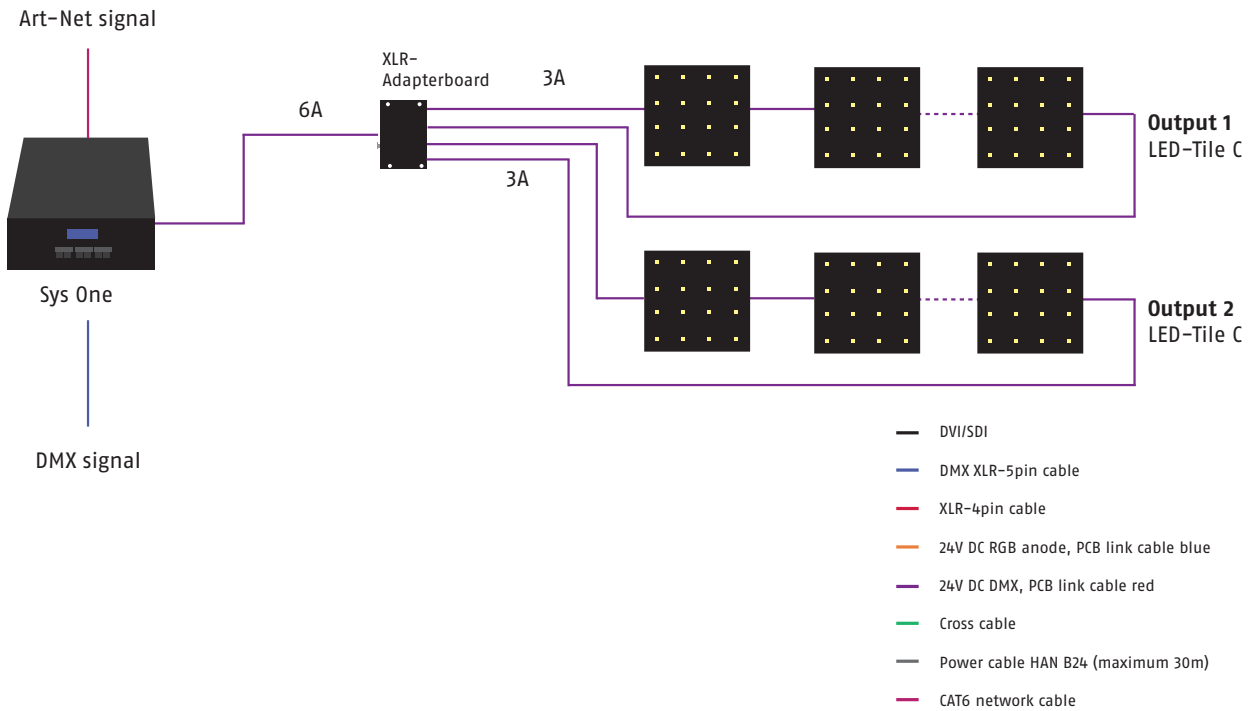 Art-Net signal
XLR-
Adapterboard
3A
6A
Output 1
LED-Tile C
3A
Sys One
Output 2
LED-Tile C
DMX signal
DVI/SDI
DMX XLR-5pin cable
XLR-4pin cable
24V DC RGB anode, PCB link cable blue
24V DC DMX, PCB link cable red
Cross cable
Power cable HAN B24 (maximum 30m)
CAT6 network cable